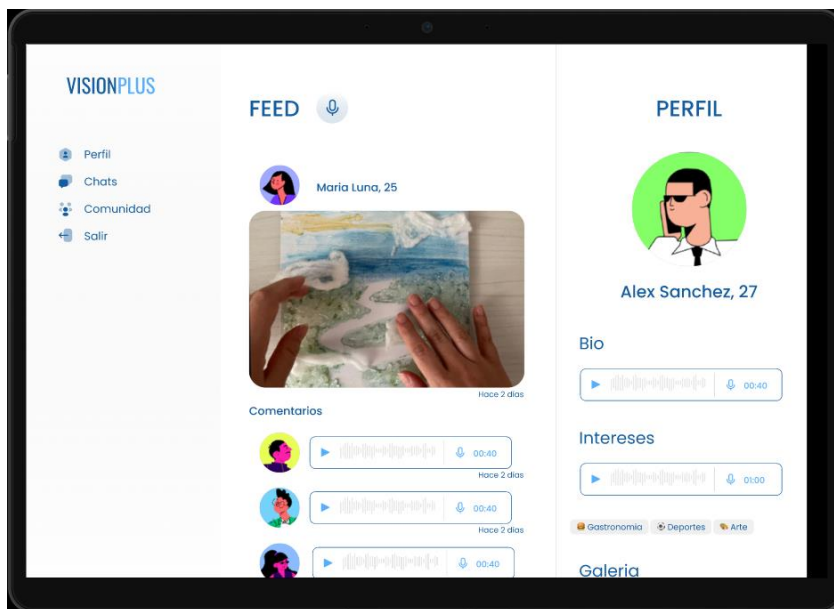 VISIONPLUS
Perfil
Chats
Comunidad
Salir
FEED
Maria Luna, 25
Hace 2 dias
Comentarios
00:40
Hace 2 dias
00:40
Hace 2 dias
00:40
PERFIL
Alex Sanchez, 27
Bio
00:40
Intereses
01:00
Gastronomia
Deportes
Arte
Galeria